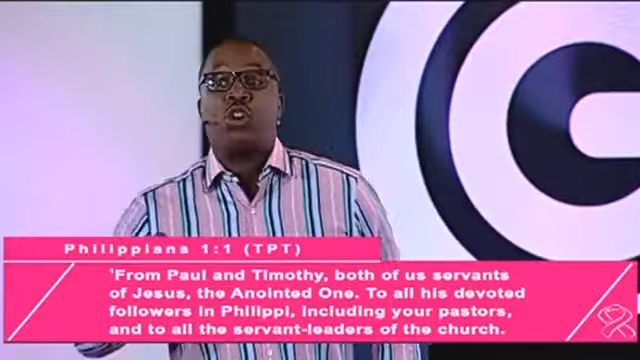 Philippians 1:1 (TPT)
¹From Paul and Timothy, both of us servants
of Jesus, the Anointed One. To all his devoted
followers in Philippi, including your pastors,
and to all the servant-leaders of the church.